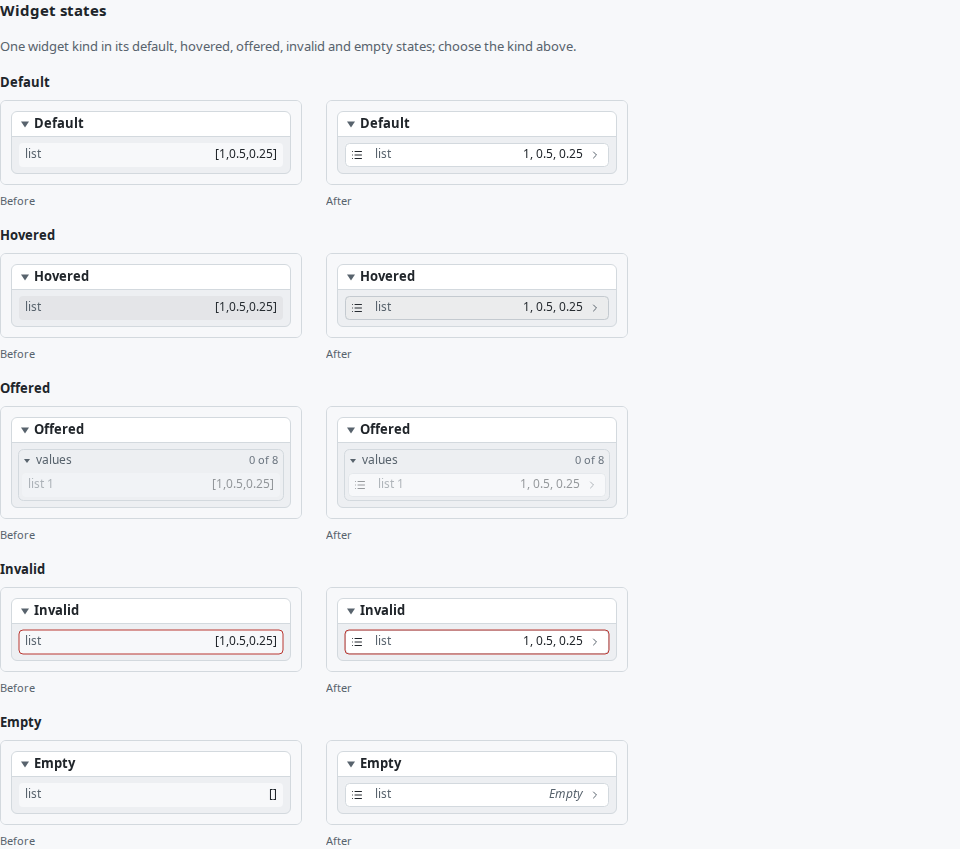 Widget states
One widget kind in its default, hovered, offered, invalid and empty states; choose the kind above.
Default
Default
list [1,0.5,0.25]
Before
Default
list 1, 0.5, 0.25
After
Hovered
Hovered
list [1,0.5,0.25]
Before
Hovered
list 1, 0.5, 0.25
After
Offered
Offered
values 0 of 8
list 1 [1,0.5,0.25]
Before
Offered
values 0 of 8
list 1 1, 0.5, 0.25
After
Invalid
Invalid
list [1,0.5,0.25]
Before
Invalid
list 1, 0.5, 0.25
After
Empty
Empty
list []
Before
Empty
list Empty
After